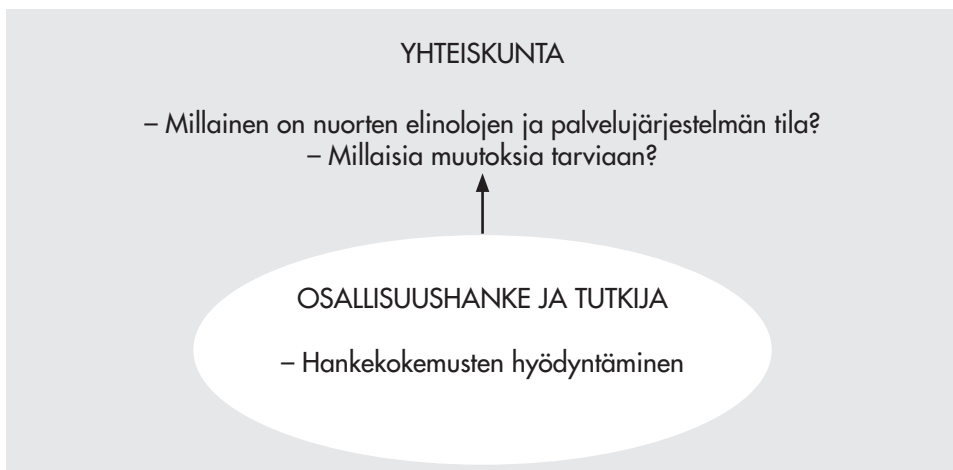 YHTEISKUNTA
– Millainen on nuorten elinolojen ja palvelujärjestelmän tila?
– Millaisia muutoksia tarviaan?
OSALLISUUSHANKE JA TUTKIJA
– Hankekokemusten hyödyntäminen